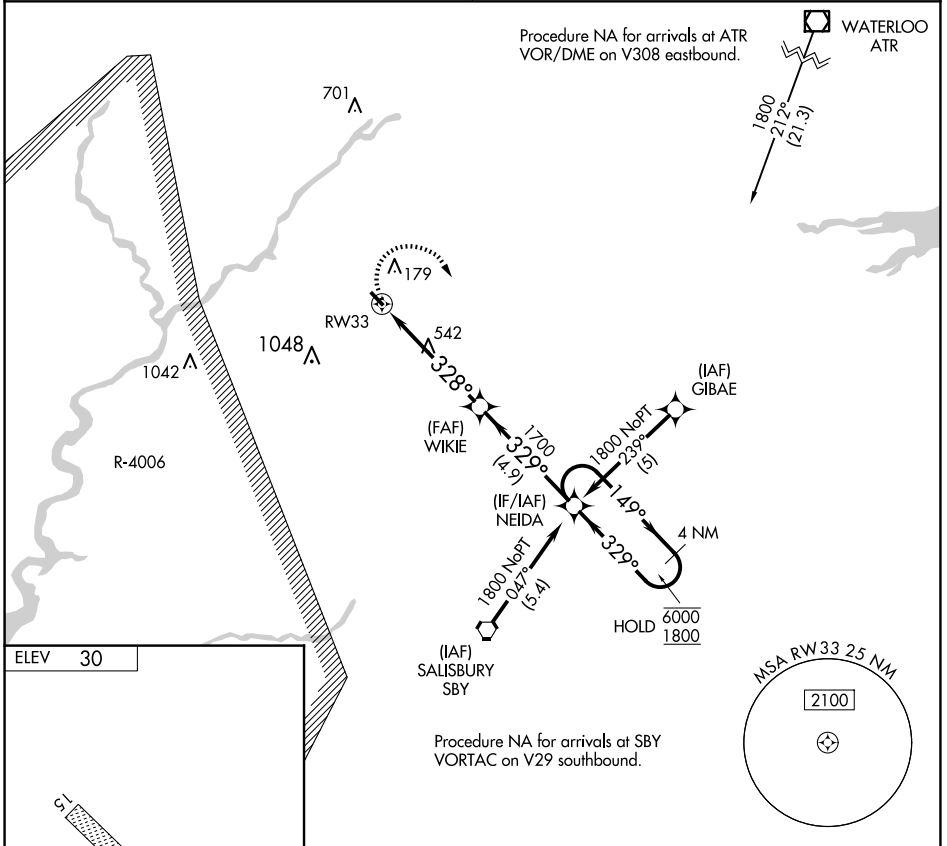 Procedure NA for arrivals at ATR
VOR/DME on V308 eastbound.
WATERLOO
ATR
1800
212°
(21.3)
701
179
RW33
542
1048
1042
328°
(IAF)
GIBAE
(FAF)
WIKIE
R-4006
1700
329°
(4.9)
1800 NoPT
239°
(5)
(IF/IAF)
NEIDA
149°
4 NM
329°
1800 NoPT
047°
(5.4)
HOLD
6000
1800
(IAF)
SALISBURY
SBY
ELEV 30
MSA RW33 25 NM
2100
Procedure NA for arrivals at SBY
VORTAC on V29 southbound.
15